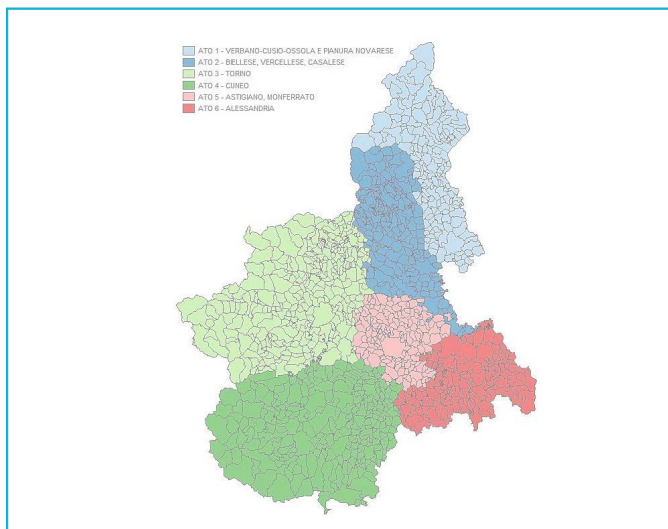 ATO 1 - VERBANO-CUSIO-OSSOLA E PIANURA NOVARESE
ATO 2 - BIELLESE, VERCELLESE, CASALESE
ATO 3 - TORINO
ATO 4 - CUNEO
ATO 5 - ASTIGIANO, MONFERRATO
ATO 6 - ALESSANDRIA